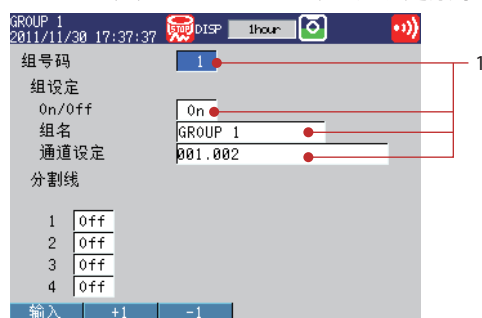 GROUP 1
2011/11/30 17:37:37 STOP DISP 1hour
组号码 1
1
组设定
On/Off On
组名 GROUP 1
通道设定 001.002
分割线
1 Off
2 Off
3 Off
4 Off
输入 +1 -1